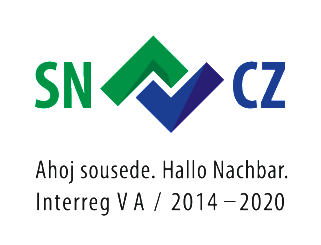 SN CZ
Ahoj sousede. Hallo Nachbar.
Interreg V A / 2014–2020